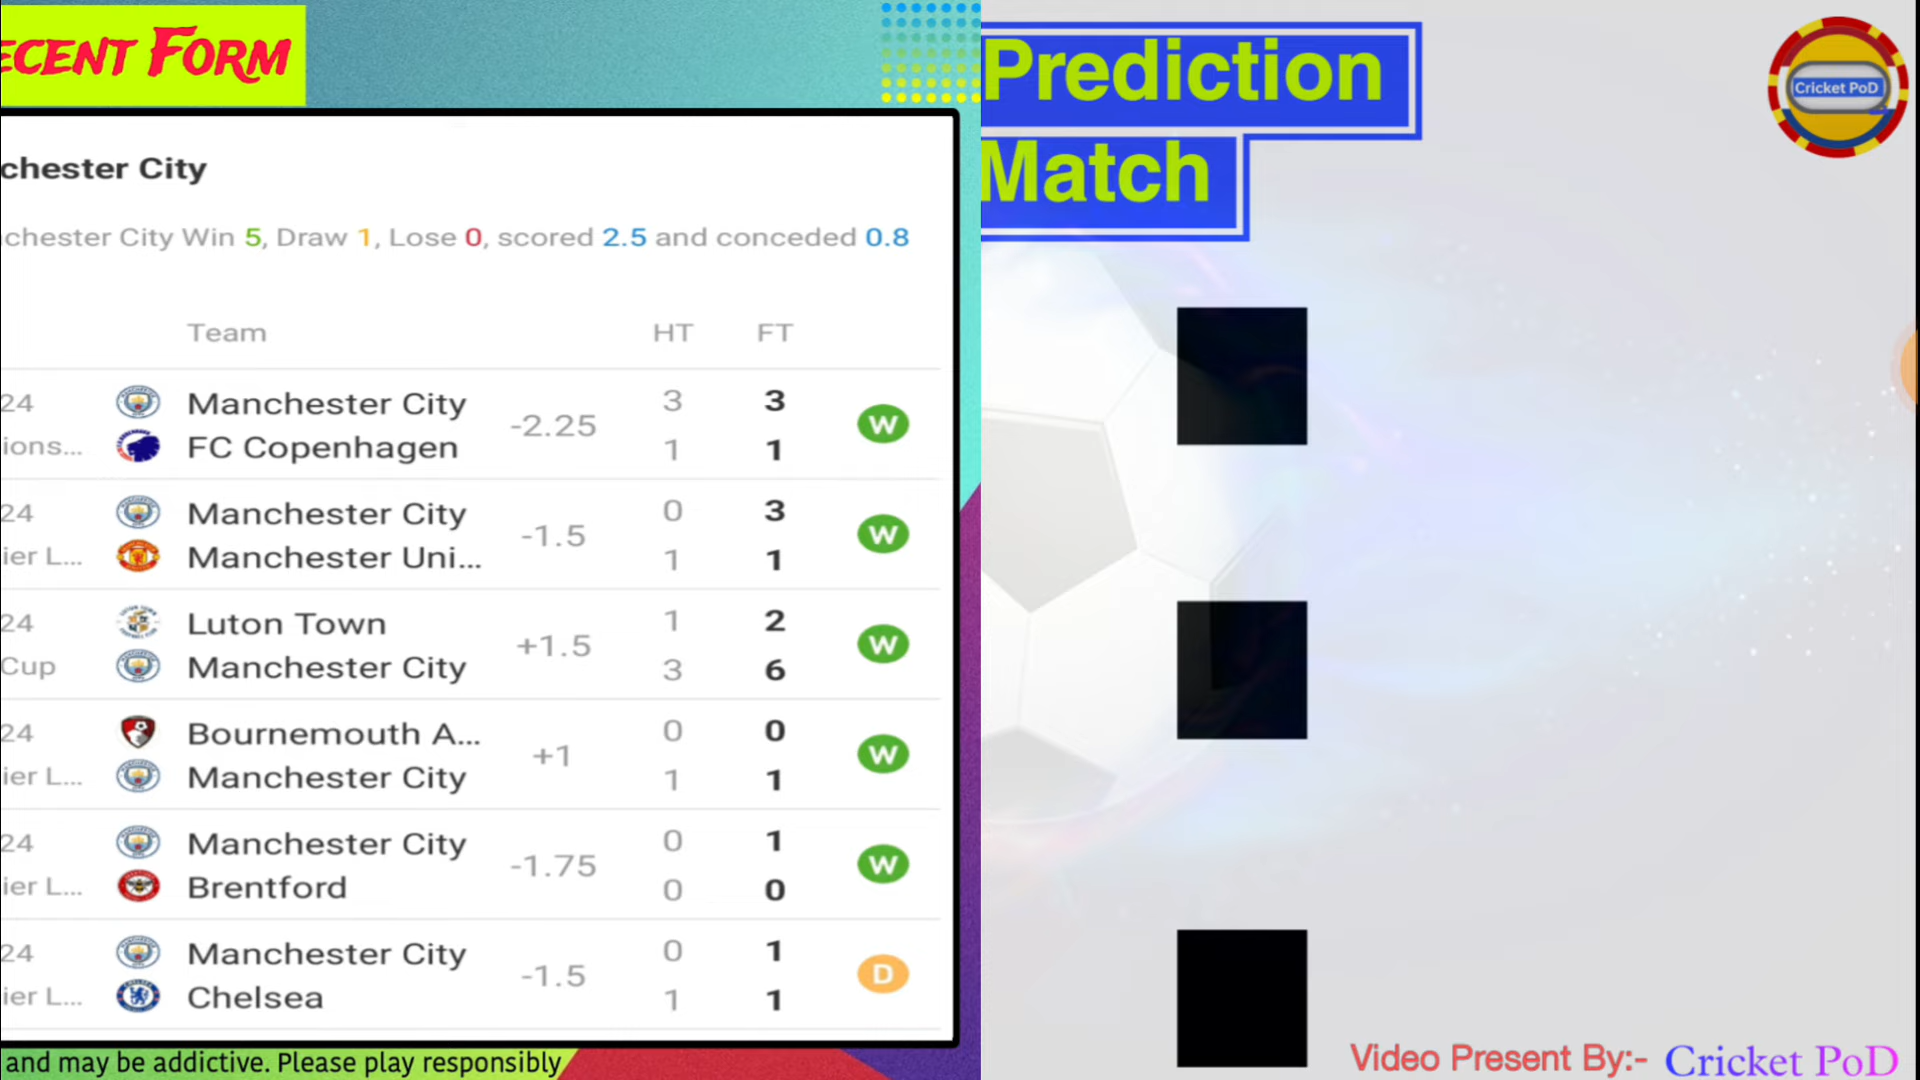 ECENT FORM
chester City
chester City Win 5, Draw 1, Lose 0, scored 2.5 and conceded 0.8
Team HT FT
24 Manchester City 3 3
ions... FC Copenhagen -2.25 1 1 W
24 Manchester City 0 3
ier L... Manchester Uni... -1.5 1 1 W
24 Luton Town 1 2
Cup Manchester City +1.5 3 6 W
24 Bournemouth A... 0 0
ier L... Manchester City +1 1 1 W
24 Manchester City 0 1
ier L... Brentford -1.75 0 0 W
24 Manchester City 0 1
ier L... Chelsea -1.5 1 1 D
and may be addictive. Please play responsibly
Prediction
Match
Cricket PoD
Video Present By:- Cricket PoD